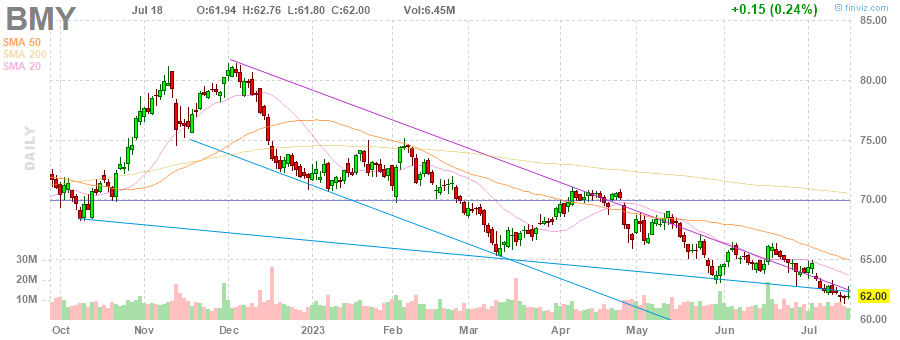 BMY Jul 18 O:61.94 H:62.76 L:61.80 C:62.00 Vol:6.45M +0.15 (0.24%) © finviz.com
SMA 50
SMA 200
SMA 20
DAILY
85.00
80.00
75.00
70.00
65.00
62.00
60.00
30M
20M
10M
Oct Nov Dec 2023 Feb Mar Apr May Jun Jul